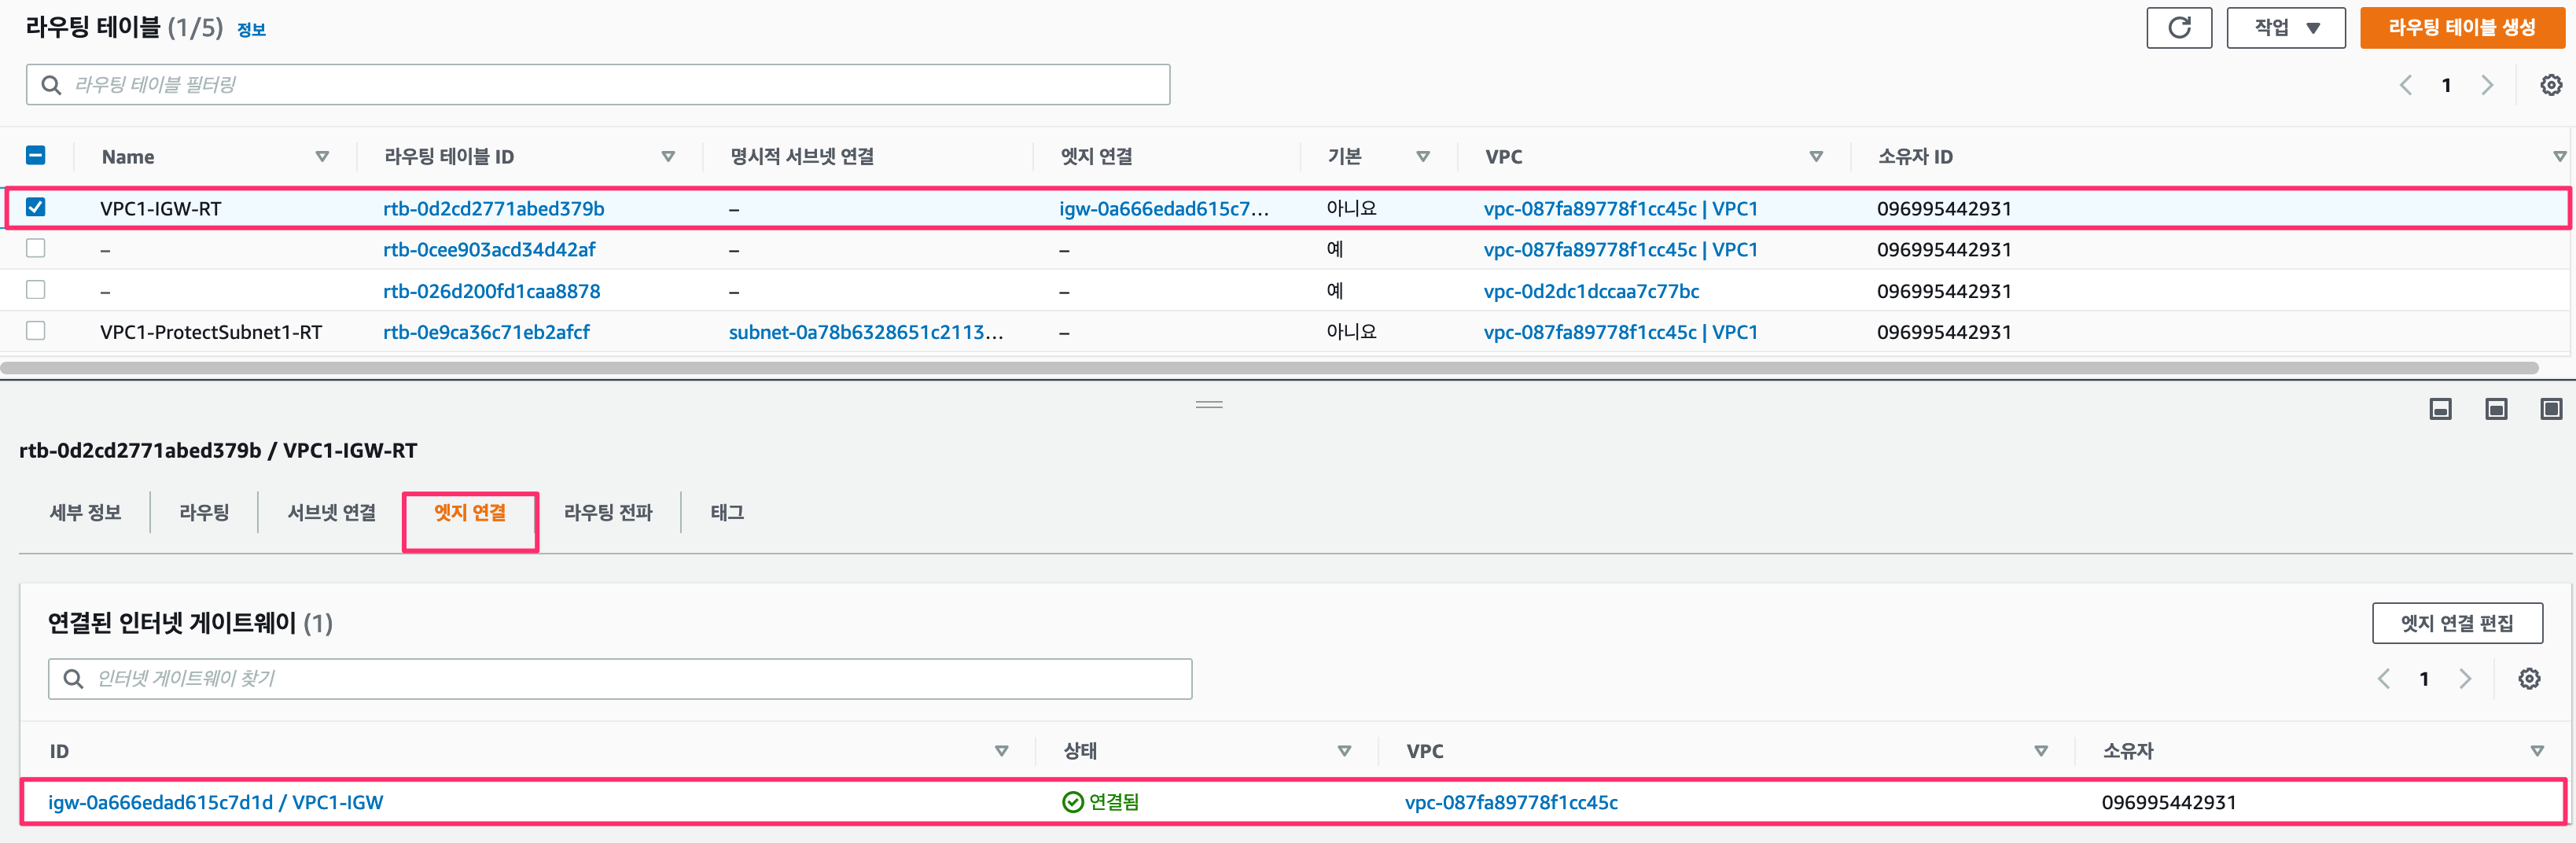 라우팅 테이블 (1/5) 정보
작업 라우팅 테이블 생성
라우팅 테이블 필터링
1
Name 라우팅 테이블 ID 명시적 서브넷 연결 엣지 연결 기본 VPC 소유자 ID
VPC1-IGW-RT rtb-0d2cd2771abed379b – igw-0a666edad615c7... 아니요 vpc-087fa89778f1cc45c | VPC1 096995442931
– rtb-0cee903acd34d42af – – 예 vpc-087fa89778f1cc45c | VPC1 096995442931
– rtb-026d200fd1caa8878 – – 예 vpc-0d2dc1dccaa7c77bc 096995442931
VPC1-ProtectSubnet1-RT rtb-0e9ca36c71eb2afcf subnet-0a78b6328651c2113... – 아니요 vpc-087fa89778f1cc45c | VPC1 096995442931
rtb-0d2cd2771abed379b / VPC1-IGW-RT
세부 정보 라우팅 서브넷 연결 엣지 연결 라우팅 전파 태그
연결된 인터넷 게이트웨이 (1)
엣지 연결 편집
인터넷 게이트웨이 찾기
1
ID 상태 VPC 소유자
igw-0a666edad615c7d1d / VPC1-IGW 연결됨 vpc-087fa89778f1cc45c 096995442931